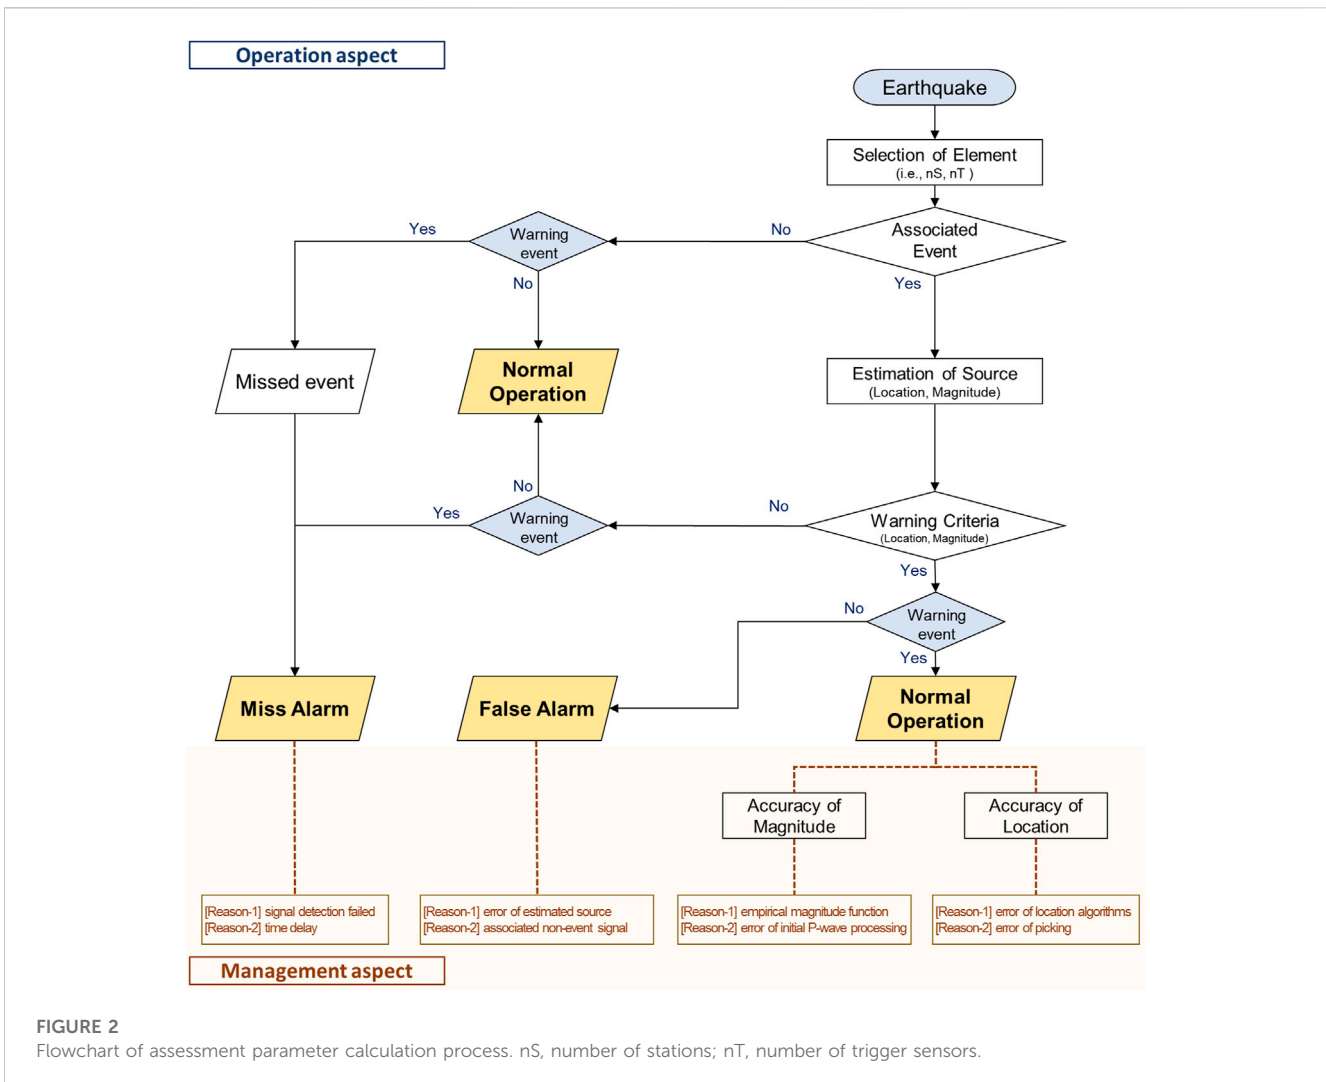 Operation aspect
Earthquake
Selection of Element
(i.e., nS, nT )
Associated
Event
No
Yes
Warning
event
Yes
No
Missed event
Normal
Operation
Estimation of Source
(Location, Magnitude)
Warning Criteria
(Location, Magnitude)
No
Yes
Warning
event
No
Yes
Warning
event
No
Yes
Miss Alarm
False Alarm
Normal
Operation
Accuracy of
Magnitude
Accuracy of
Location
[Reason-1] signal detection failed
[Reason-2] time delay
[Reason-1] error of estimated source
[Reason-2] associated non-event signal
[Reason-1] empirical magnitude function
[Reason-2] error of initial P-wave processing
[Reason-1] error of location algorithms
[Reason-2] error of picking
Management aspect
FIGURE 2
Flowchart of assessment parameter calculation process. nS, number of stations; nT, number of trigger sensors.